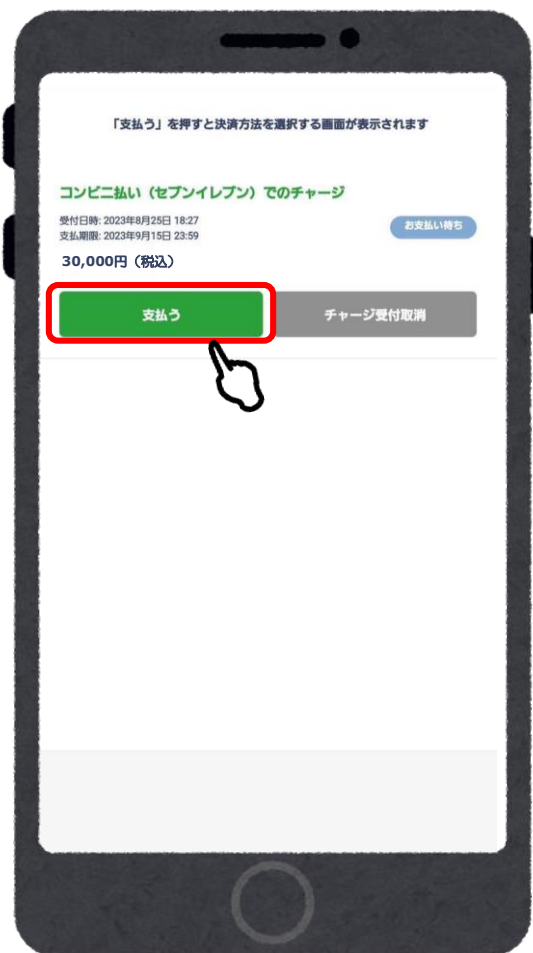 「支払う」を押すと決済方法を選択する画面が表示されます
コンビニ払い（セブンイレブン）でのチャージ
受付日時: 2023年8月25日 18:27
お支払い待ち
支払期限: 2023年9月15日 23:59
30,000円（税込）
支払う
チャージ受付取消